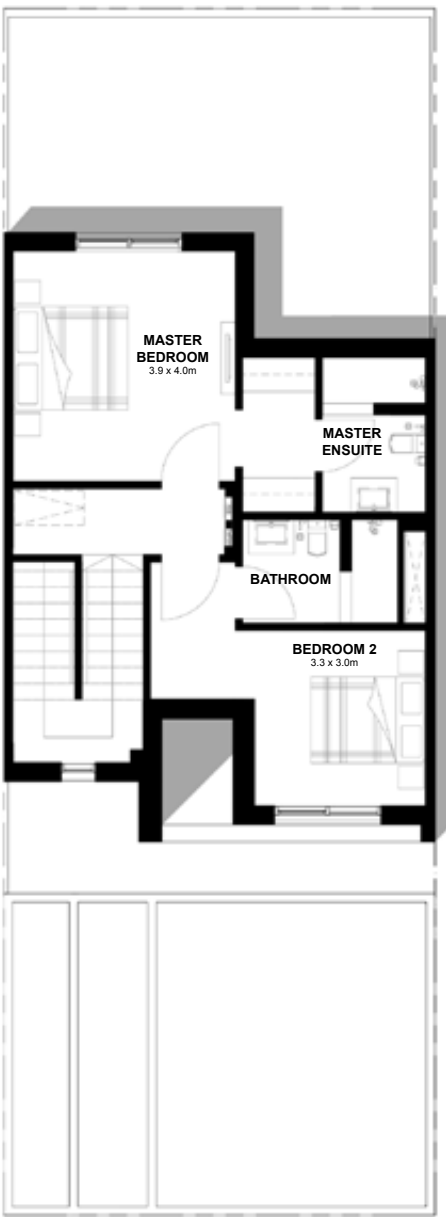 MASTER
BEDROOM
3.9 x 4.0m
MASTER
ENSUITE
BATHROOM
BEDROOM 2
3.3 x 3.0m